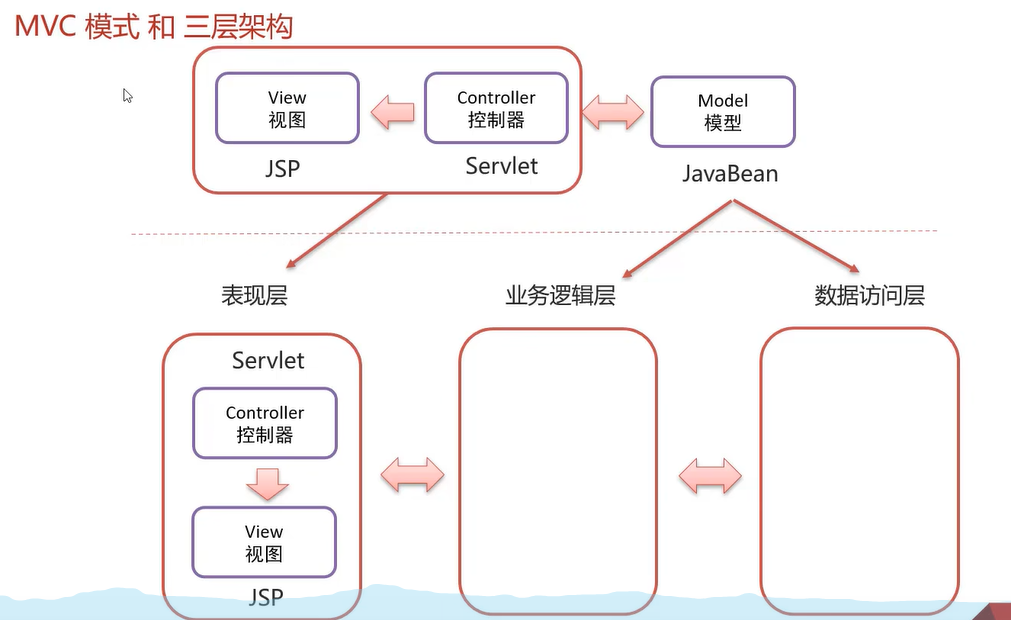 MVC 模式 和 三层架构
View
视图
JSP
Controller
控制器
Servlet
Model
模型
JavaBean
表现层
业务逻辑层
数据访问层
Servlet
Controller
控制器
View
视图
JSP